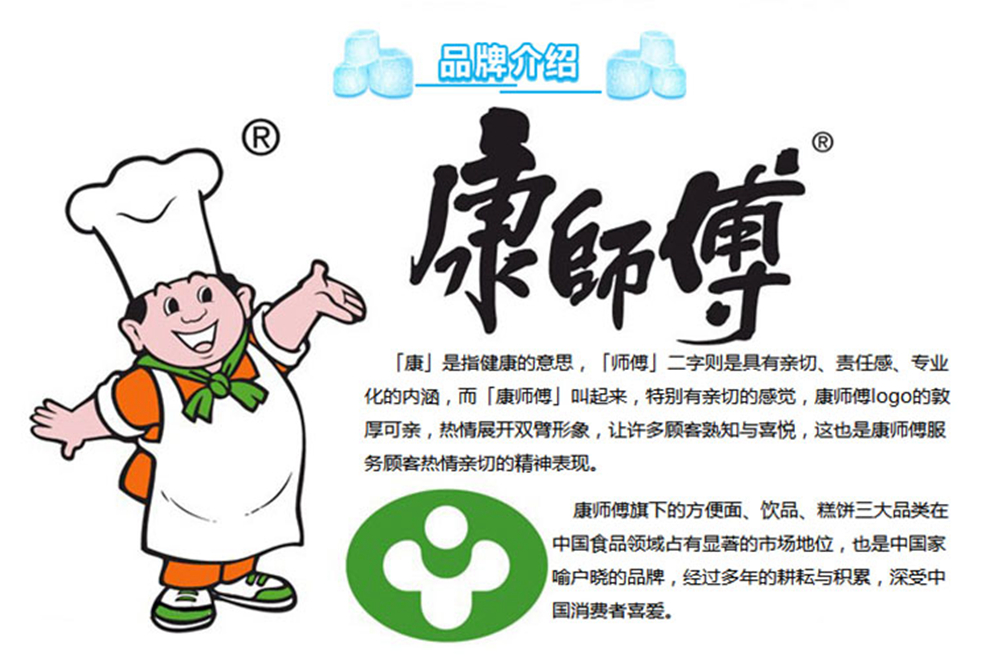 品牌介绍
®
康師傅®
「康」是指健康的意思，「师傅」二字则是具有亲切、责任感、专业
化的内涵，而「康师傅」叫起来，特别有亲切的感觉，康师傅logo的敦
厚可亲，热情展开双臂形象，让许多顾客熟知与喜悦，这也是康师傅服
务顾客热情亲切的精神表现。
康师傅旗下的方便面、饮品、糕饼三大品类在
中国食品领域占有显著的市场地位，也是中国家
喻户晓的品牌，经过多年的耕耘与积累，深受中
国消费者喜爱。